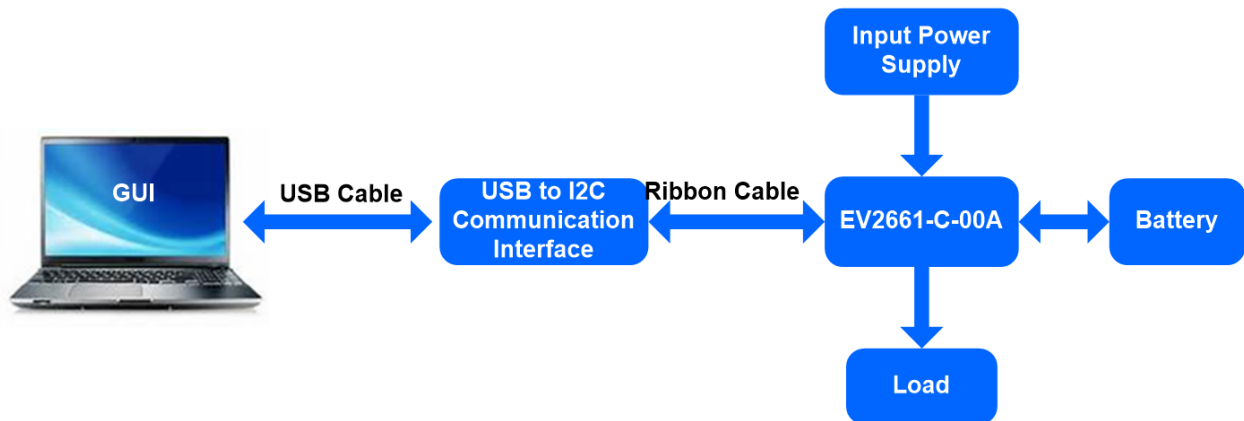 Input Power
Supply
GUI
USB Cable
USB to I2C
Communication
Interface
Ribbon Cable
EV2661-C-00A
Battery
Load